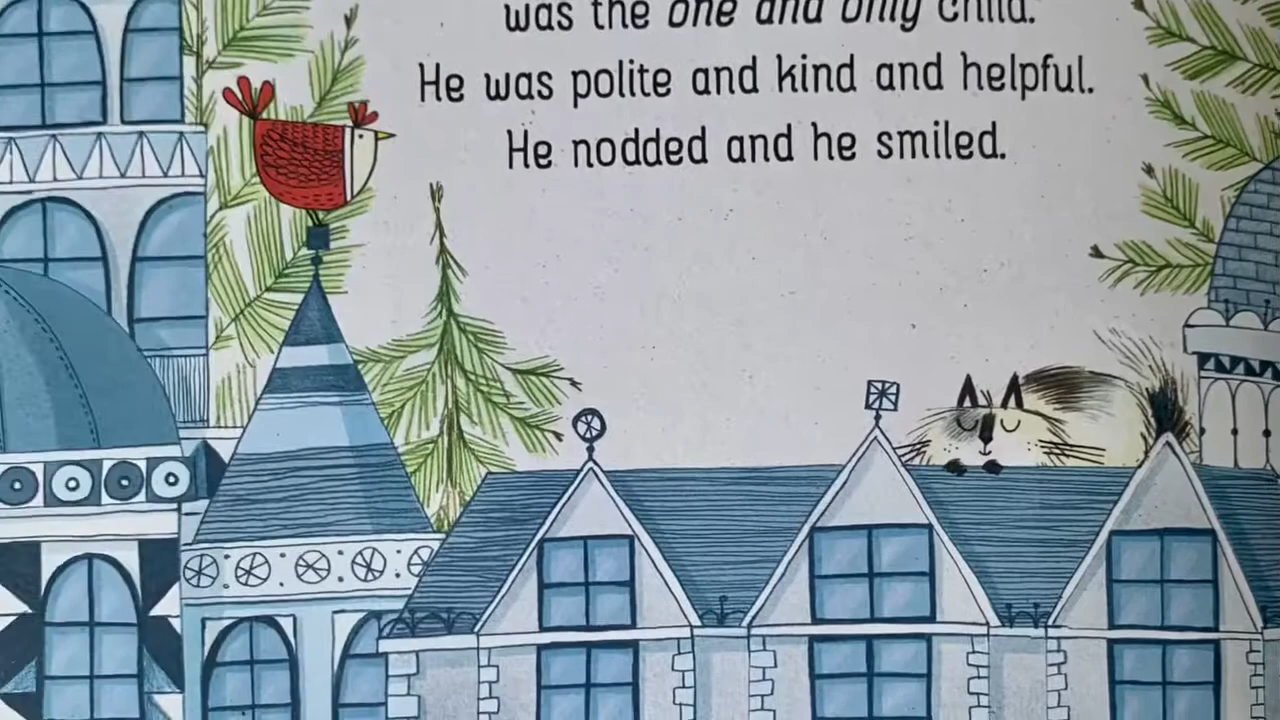 was the one and only child.
He was polite and kind and helpful.
He nodded and he smiled.